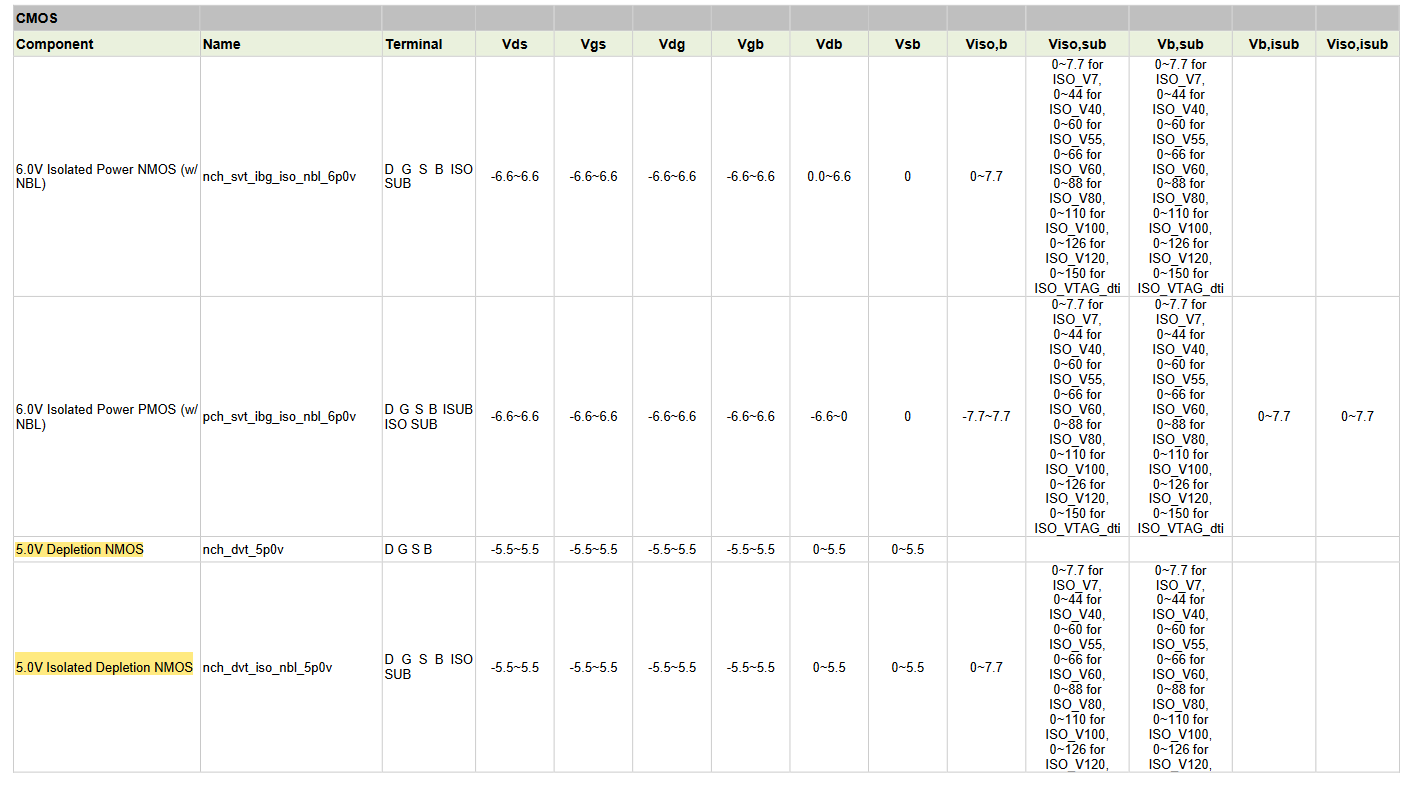 CMOS
Component Name Terminal Vds Vgs Vdg Vgb Vdb Vsb Viso,b Viso,sub Vb,sub Vb,isub Viso,isub
6.0V Isolated Power NMOS (w/
NBL)
nch_svt_ibg_iso_nbl_6p0v
D G S B ISO
SUB
-6.6~6.6
-6.6~6.6
-6.6~6.6
-6.6~6.6
0.0~6.6
0
0~7.7
0~7.7 for
ISO_V7,
0~44 for
ISO_V40,
0~60 for
ISO_V55,
0~66 for
ISO_V60,
0~88 for
ISO_V80,
0~110 for
ISO_V100,
0~126 for
ISO_V120,
0~150 for
ISO_VTAG_dti
0~7.7 for
ISO_V7,
0~44 for
ISO_V40,
0~60 for
ISO_V55,
0~66 for
ISO_V60,
0~88 for
ISO_V80,
0~110 for
ISO_V100,
0~126 for
ISO_V120,
0~150 for
ISO_VTAG_dti
6.0V Isolated Power PMOS (w/
NBL)
pch_svt_ibg_iso_nbl_6p0v
D G S B ISUB
ISO SUB
-6.6~6.6
-6.6~6.6
-6.6~6.6
-6.6~6.6
-6.6~0
0
-7.7~7.7
0~7.7 for
ISO_V7,
0~44 for
ISO_V40,
0~60 for
ISO_V55,
0~66 for
ISO_V60,
0~88 for
ISO_V80,
0~110 for
ISO_V100,
0~126 for
ISO_V120,
0~150 for
ISO_VTAG_dti
0~7.7 for
ISO_V7,
0~44 for
ISO_V40,
0~60 for
ISO_V55,
0~66 for
ISO_V60,
0~88 for
ISO_V80,
0~110 for
ISO_V100,
0~126 for
ISO_V120,
0~150 for
ISO_VTAG_dti
0~7.7
0~7.7
5.0V Depletion NMOS nch_dvt_5p0v D G S B -5.5~5.5 -5.5~5.5 -5.5~5.5 -5.5~5.5 0~5.5 0~5.5
5.0V Isolated Depletion NMOS
nch_dvt_iso_nbl_5p0v
D G S B ISO
SUB
-5.5~5.5
-5.5~5.5
-5.5~5.5
-5.5~5.5
0~5.5
0~5.5
0~7.7
0~7.7 for
ISO_V7,
0~44 for
ISO_V40,
0~60 for
ISO_V55,
0~66 for
ISO_V60,
0~88 for
ISO_V80,
0~110 for
ISO_V100,
0~126 for
ISO_V120,
0~7.7 for
ISO_V7,
0~44 for
ISO_V40,
0~60 for
ISO_V55,
0~66 for
ISO_V60,
0~88 for
ISO_V80,
0~110 for
ISO_V100,
0~126 for
ISO_V120,